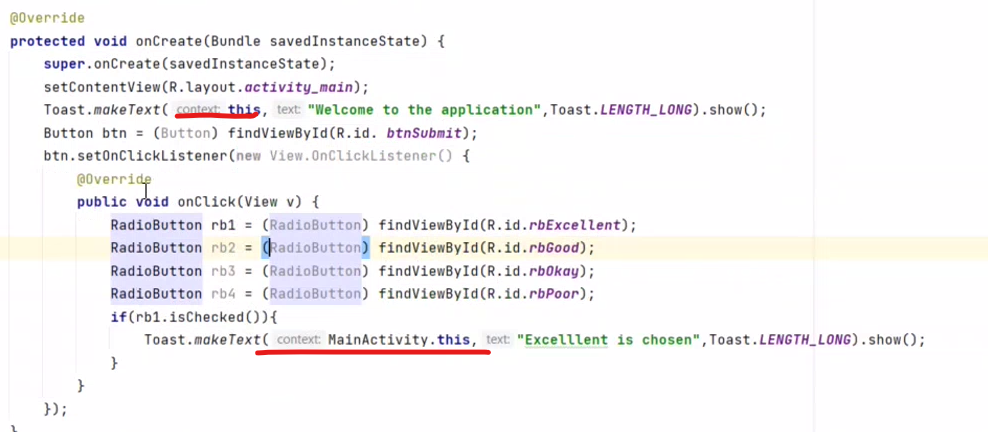 @Override
protected void onCreate(Bundle savedInstanceState) {
super.onCreate(savedInstanceState);
setContentView(R.layout.activity_main);
Toast.makeText( context: this, text: "Welcome to the application",Toast.LENGTH_LONG).show();
Button btn = (Button) findViewById(R.id. btnSubmit);
btn.setOnClickListener(new View.OnClickListener() {
@Override
public void onClick(View v) {
RadioButton rb1 = (RadioButton) findViewById(R.id.rbExcellent);
RadioButton rb2 = (RadioButton) findViewById(R.id.rbGood);
RadioButton rb3 = (RadioButton) findViewById(R.id.rbOkay);
RadioButton rb4 = (RadioButton) findViewById(R.id.rbPoor);
if(rb1.isChecked()){
Toast.makeText( context: MainActivity.this, text: "Excelllent is chosen",Toast.LENGTH_LONG).show();
}
}
});
}